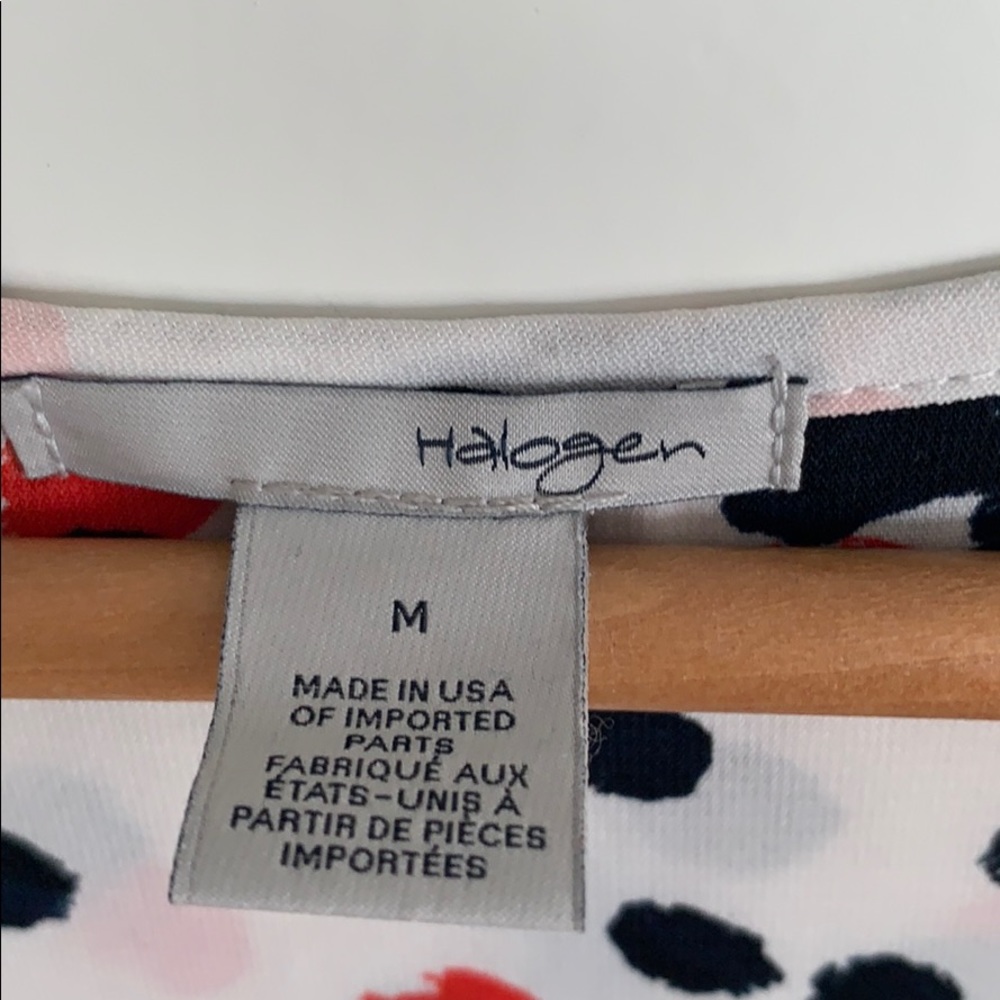 Halogen
M
MADE IN USA
OF IMPORTED
PARTS
FABRIQUÉ AUX
ÉTATS-UNIS À
PARTIR DE PIÈCES
IMPORTÉES